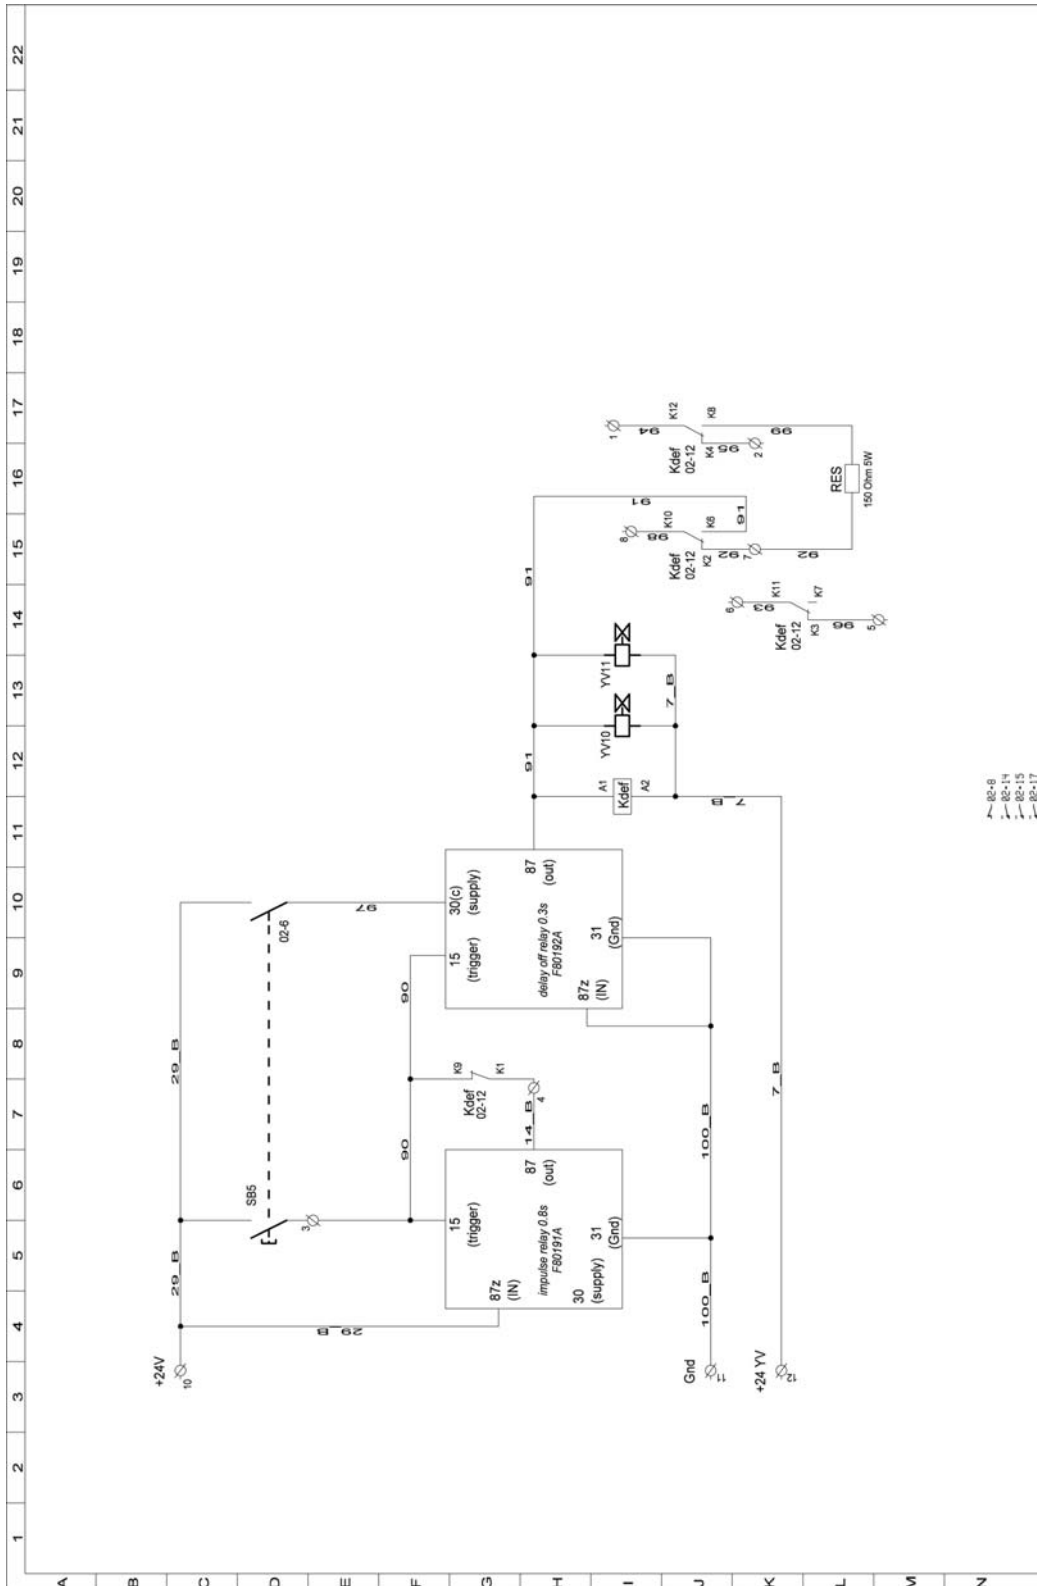 1 2 3 4 5 6 7 8 9 10 11 12 13 14 15 16 17 18 19 20 21 22
A
B
C
D
E
F
G
H
I
J
K
L
M
N
+24V
10
29_B
29_B
29_B
SB5
02-6
3
97
90
90
15
(trigger)
87z
(IN)
impulse relay 0.8s
F80191A
30
(supply)
31
(Gnd)
87
(out)
14_B
4
Kdef
02-12
K9
K1
15
(trigger)
30(c)
(supply)
delay off relay 0.3s
F80192A
87z
(IN)
31
(Gnd)
87
(out)
Gnd
11
100_B
100_B
+24 YV
12
7_B
7_B
7_B
91
91
91
91
A1
Kdef
A2
YV10
YV11
6
93
K11
Kdef
02-12
K3
K7
96
5
8
98
K10
Kdef
02-12
K2
K6
92
7
92
1
94
K12
Kdef
02-12
K4
K8
95
2
99
RES
150 Ohm 5W
02-8
02-14
02-15
02-17